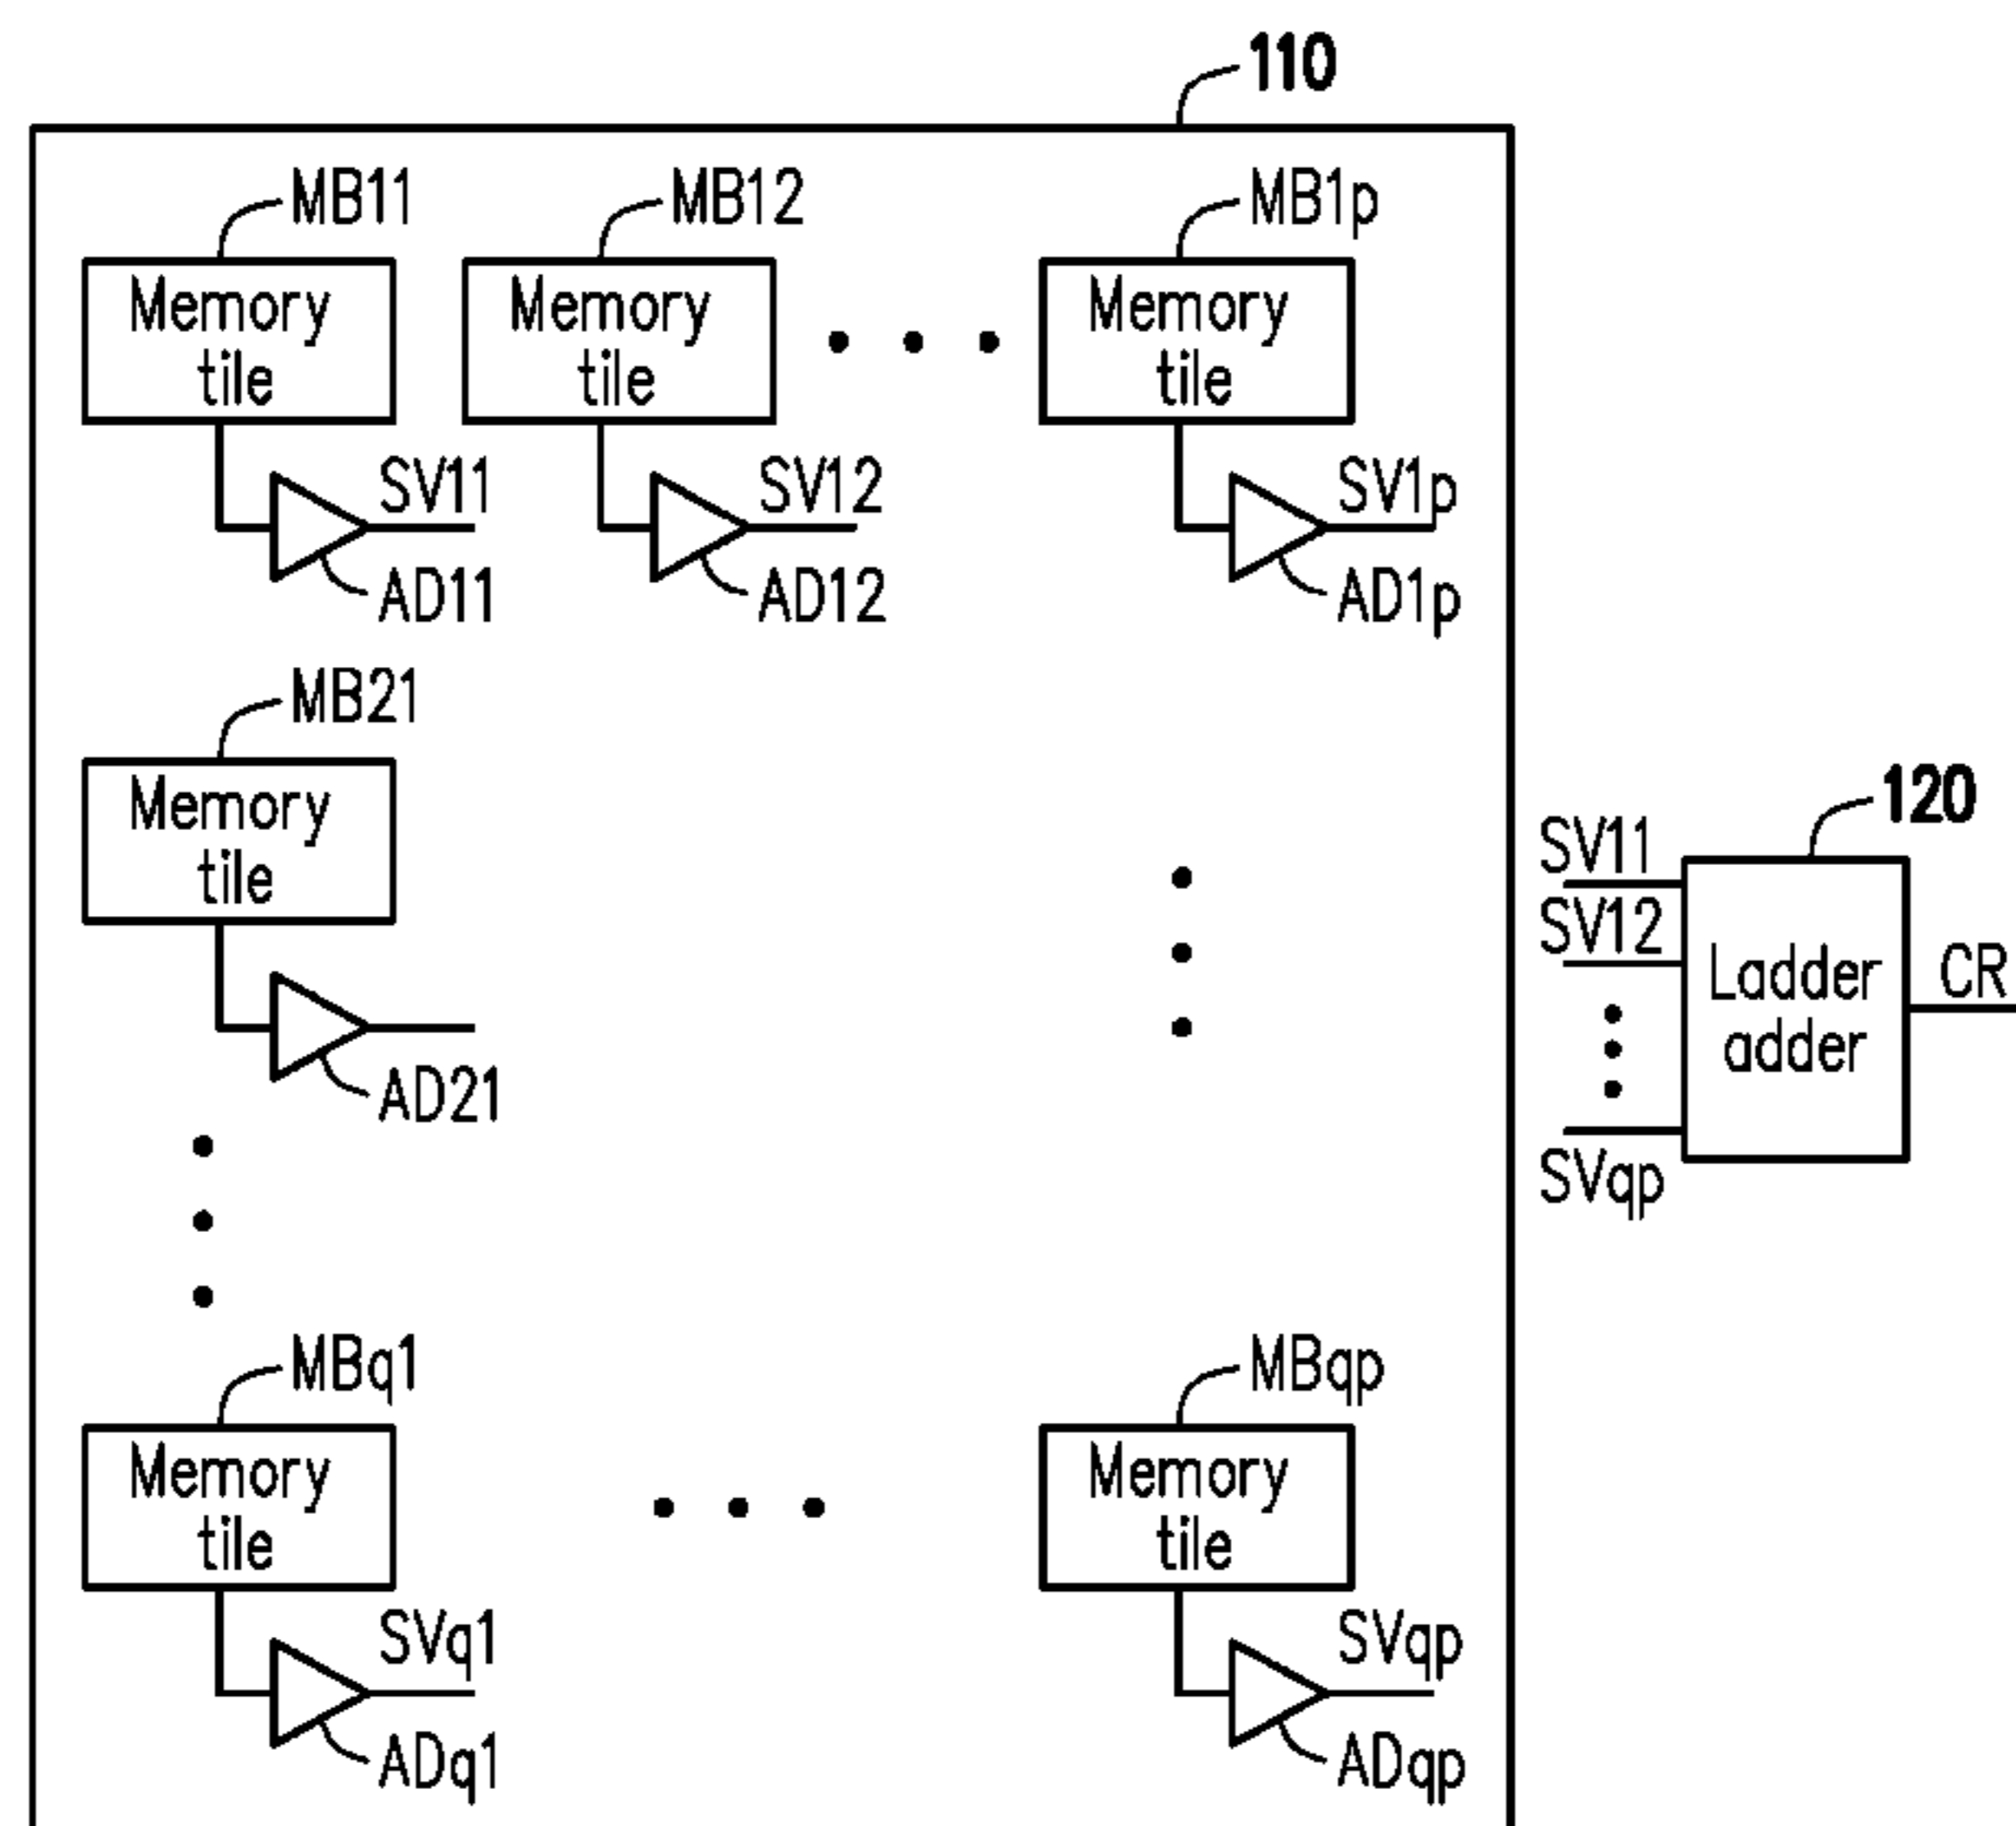 110
MB11
MB12
MB1p
Memory
tile
Memory
tile
Memory
tile
SV11
SV12
SV1p
AD11
AD12
AD1p
MB21
Memory
tile
AD21
120
SV11
SV12
SVqp
Ladder
adder
CR
MBq1
MBqp
Memory
tile
Memory
tile
SVq1
SVqp
ADq1
ADqp